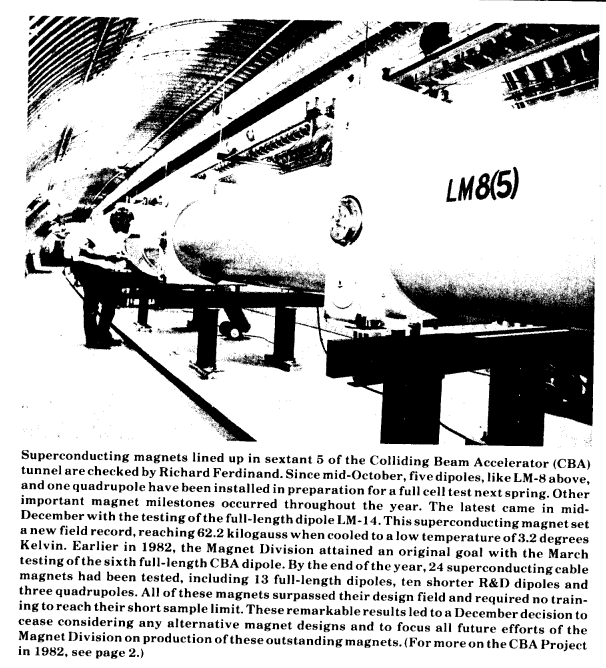 LM8(5)
Superconducting magnets lined up in sextant 5 of the Colliding Beam Accelerator (CBA)
tunnel are checked by Richard Ferdinand. Since mid-October, five dipoles, like LM-8 above,
and one quadrupole have been installed in preparation for a full cell test next spring. Other
important magnet milestones occurred throughout the year. The latest came in mid-
December with the testing of the full-length dipole LM-14. This superconducting magnet set
a new field record, reaching 62.2 kilogauss when cooled to a low temperature of 3.2 degrees
Kelvin. Earlier in 1982, the Magnet Division attained an original goal with the March
testing of the sixth full-length CBA dipole. By the end of the year, 24 superconducting cable
magnets had been tested, including 13 full-length dipoles, ten shorter R&D dipoles and
three quadrupoles. All of these magnets surpassed their design field and required no train-
ing to reach their short sample limit. These remarkable results led to a December decision to
cease considering any alternative magnet designs and to focus all future efforts of the
Magnet Division on production of these outstanding magnets. (For more on the CBA Project
in 1982, see page 2.)